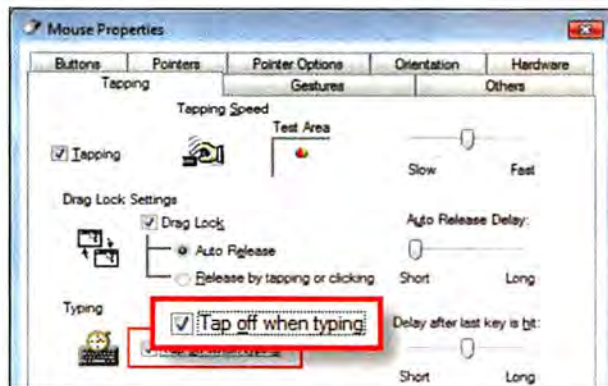 Mouse Properties
Buttons Pointers Pointer Options Orientation Hardware
Tapping Gestures Others
Tapping Speed
Test Area
Tapping
Slow Fast
Drag Lock Settings
Drag Lock Auto Release Delay:
Auto Release
Release by tapping or clicking Short Long
Typing
Tap off when typing Delay after last key is hit:
Short Long